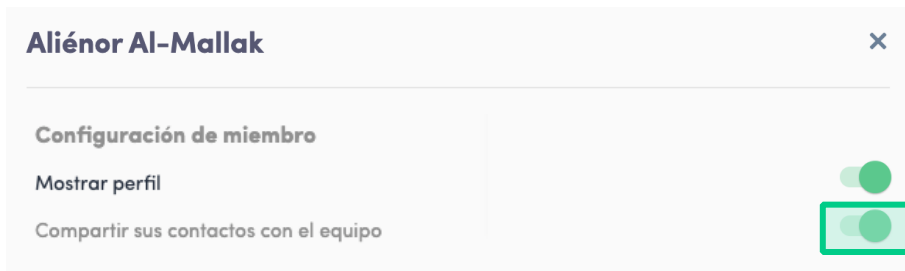 Aliénor Al-Mallak
Configuración de miembro
Mostrar perfil
Compartir sus contactos con el equipo